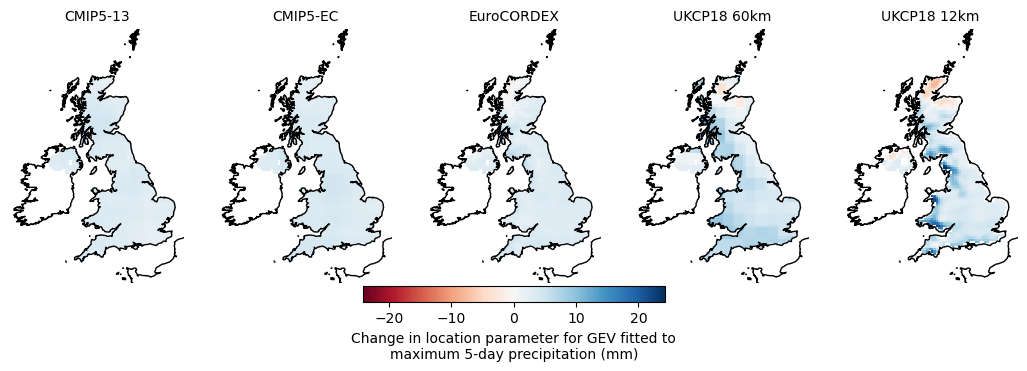 CMIP5-13 CMIP5-EC EuroCORDEX UKCP18 60km UKCP18 12km
−20 −10 0 10 20
Change in location parameter for GEV fitted to
maximum 5-day precipitation (mm)